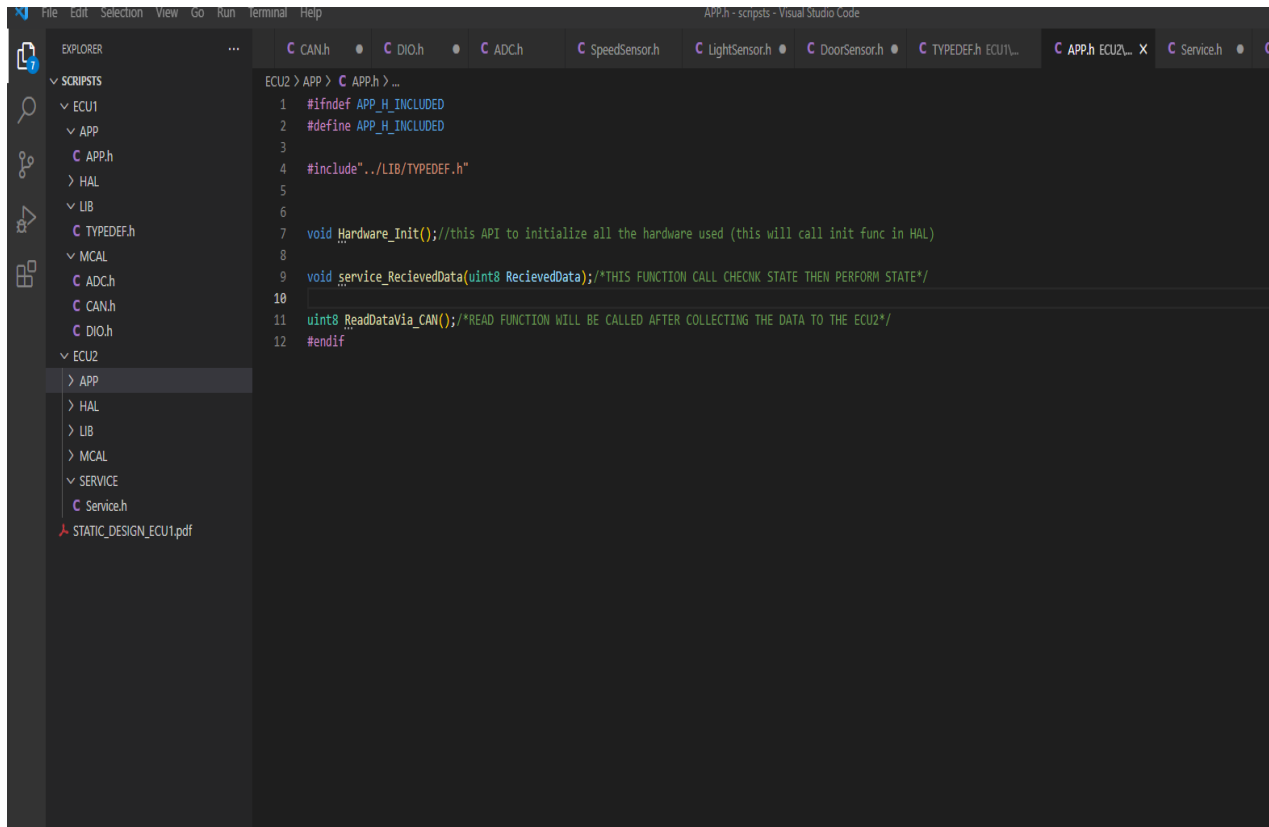 File Edit Selection View Go Run Terminal Help
APP.h - scripsts - Visual Studio Code
EXPLORER
...
C CAN.h
C DIO.h
C ADC.h
C SpeedSensor.h
C LightSensor.h
C DoorSensor.h
C TYPEDEF.h ECU1\...
C APP.h ECU2\...
C Service.h
7
SCRIPSTS
ECU1
APP
C APP.h
HAL
LIB
C TYPEDEF.h
MCAL
C ADC.h
C CAN.h
C DIO.h
ECU2
APP
HAL
LIB
MCAL
SERVICE
C Service.h
STATIC_DESIGN_ECU1.pdf
ECU2 > APP > C APP.h > ...
1 #ifndef APP_H_INCLUDED
2 #define APP_H_INCLUDED
3
4 #include"../LIB/TYPEDEF.h"
5
6
7 void Hardware_Init();//this API to initialize all the hardware used (this will call init func in HAL)
8
9 void service_RecievedData(uint8 RecievedData);/*THIS FUNCTION CALL CHECNK STATE THEN PERFORM STATE*/
10
11 uint8 ReadDataVia_CAN();/*READ FUNCTION WILL BE CALLED AFTER COLLECTING THE DATA TO THE ECU2*/
12 #endif